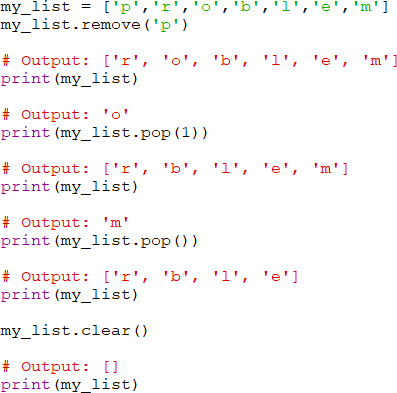 my_list = ['p','r','o','b','l','e','m']
my_list.remove('p')
# Output: ['r', 'o', 'b', 'l', 'e', 'm']
print(my_list)
# Output: 'o'
print(my_list.pop(1))
# Output: ['r', 'b', 'l', 'e', 'm']
print(my_list)
# Output: 'm'
print(my_list.pop())
# Output: ['r', 'b', 'l', 'e']
print(my_list)
my_list.clear()
# Output: []
print(my_list)